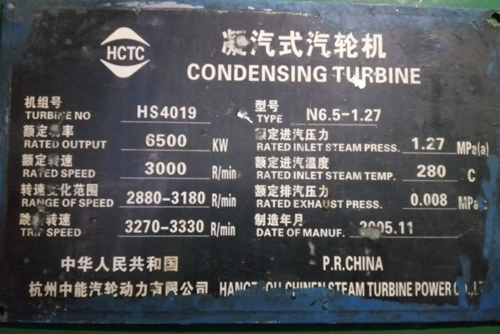 HCTC
凝汽式汽轮机
CONDENSING TURBINE
机组号 型号
TURBINE NO HS4019 TYPE N6.5-1.27
额定功率 额定进汽压力
RATED OUTPUT 6500 KW RATED INLET STEAM PRESS. 1.27 MPa(a)
额定转速 额定进汽温度
RATED SPEED 3000 R/min RATED INLET STEAM TEMP. 280 C
转速变化范围 额定排汽压力
RANGE OF SPEED 2880-3180 R/min RATED EXHAUST PRESS. 0.008
跳闸转速 制造年月
TRIP SPEED 3270-3330 R/min DATE OF MANUF. 2005.11
中华人民共和国 P.R.CHINA
杭州中能汽轮动力有限公司 STEAM TURBINE POWER CO.,LTD